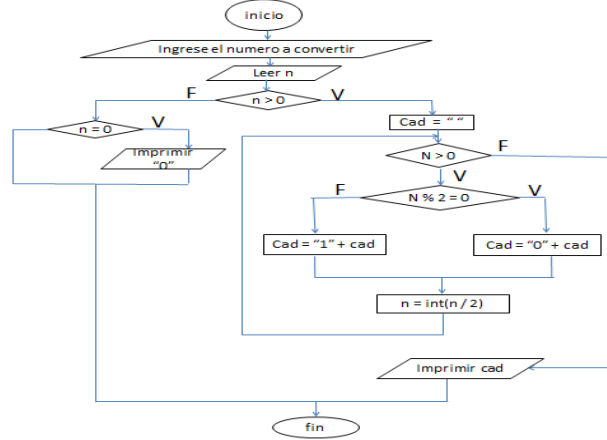 inicio
Ingrese el numero a convertir
Leer n
F
n > 0
V
n = 0
V
Imprimir
"0"
Cad = " "
N > 0
F
V
F
N % 2 = 0
V
Cad = "1" + cad
Cad = "0" + cad
n = int(n / 2)
Imprimir cad
fin